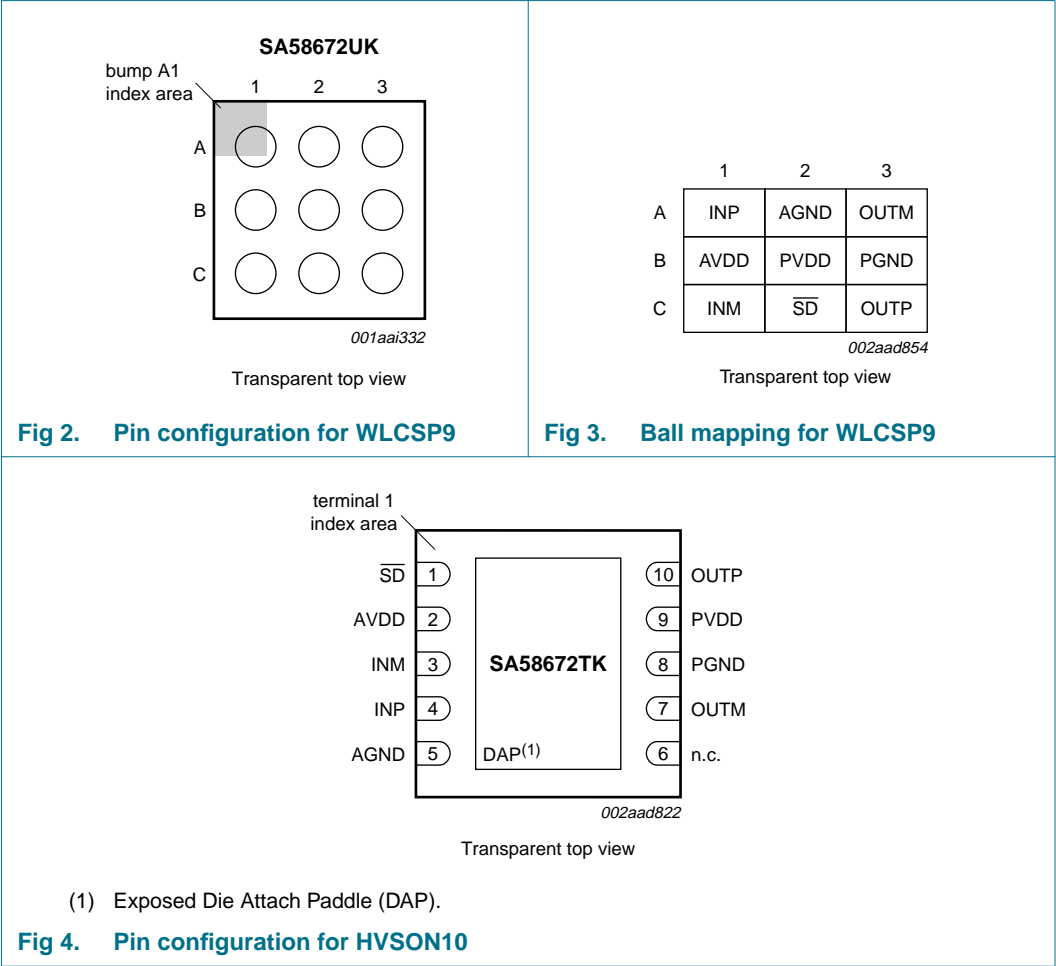 SA58672UK
bump A1
index area
1 2 3
A
B
C
001aai332
Transparent top view
Fig 2. Pin configuration for WLCSP9
1 2 3
A INP AGND OUTM
B AVDD PVDD PGND
C INM S̅D̅ OUTP
002aad854
Transparent top view
Fig 3. Ball mapping for WLCSP9
terminal 1
index area
S̅D̅ 1 10 OUTP
AVDD 2 9 PVDD
INM 3 SA58672TK 8 PGND
INP 4 7 OUTM
AGND 5 DAP(1) 6 n.c.
002aad822
Transparent top view
(1) Exposed Die Attach Paddle (DAP).
Fig 4. Pin configuration for HVSON10